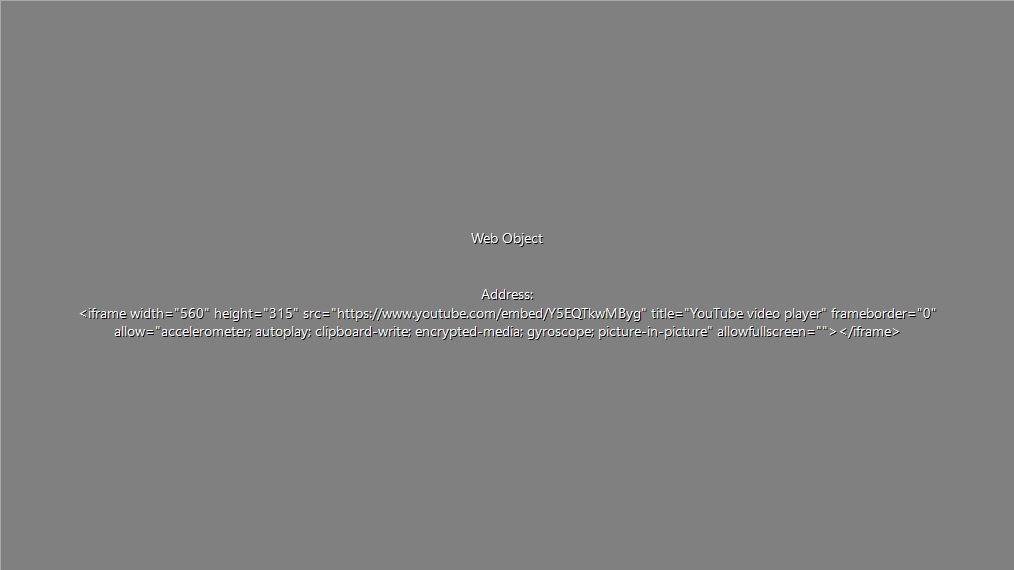 Web Object
Address:
<iframe width="560" height="315" src="https://www.youtube.com/embed/Y5EQTkwMByg" title="YouTube video player" frameborder="0"
allow="accelerometer; autoplay; clipboard-write; encrypted-media; gyroscope; picture-in-picture" allowfullscreen=""></iframe>